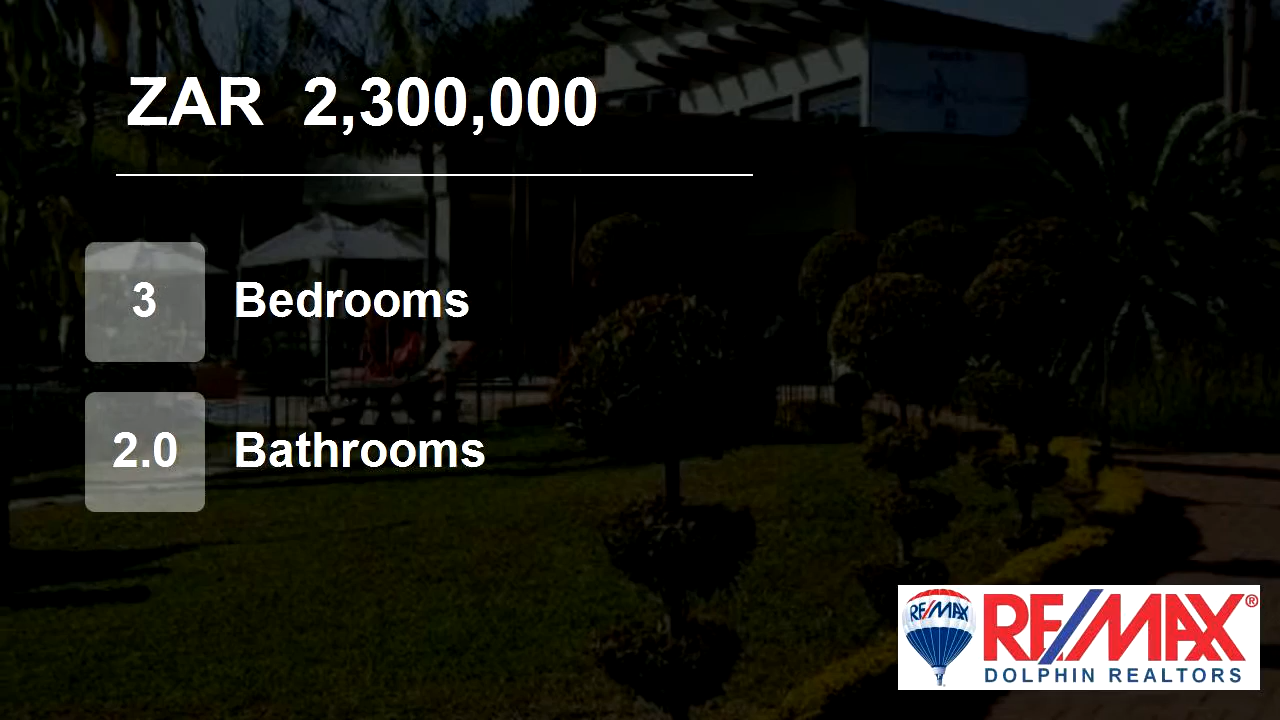 ZAR 2,300,000
3 Bedrooms
2.0 Bathrooms
RE/MAX
RE/MAX®
DOLPHIN REALTORS